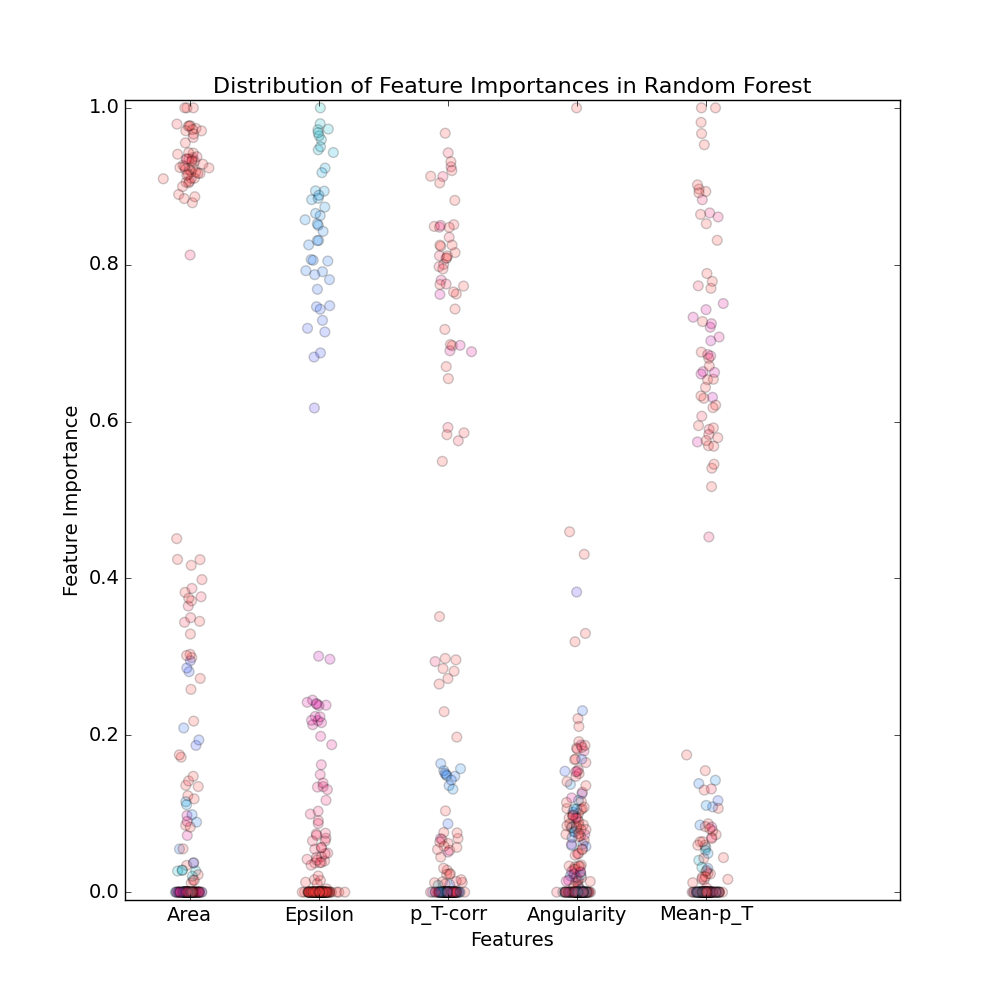 Distribution of Feature Importances in Random Forest
1.0
0.8
0.6
0.4
0.2
0.0
Feature Importance
Area Epsilon p_T-corr Angularity Mean-p_T
Features